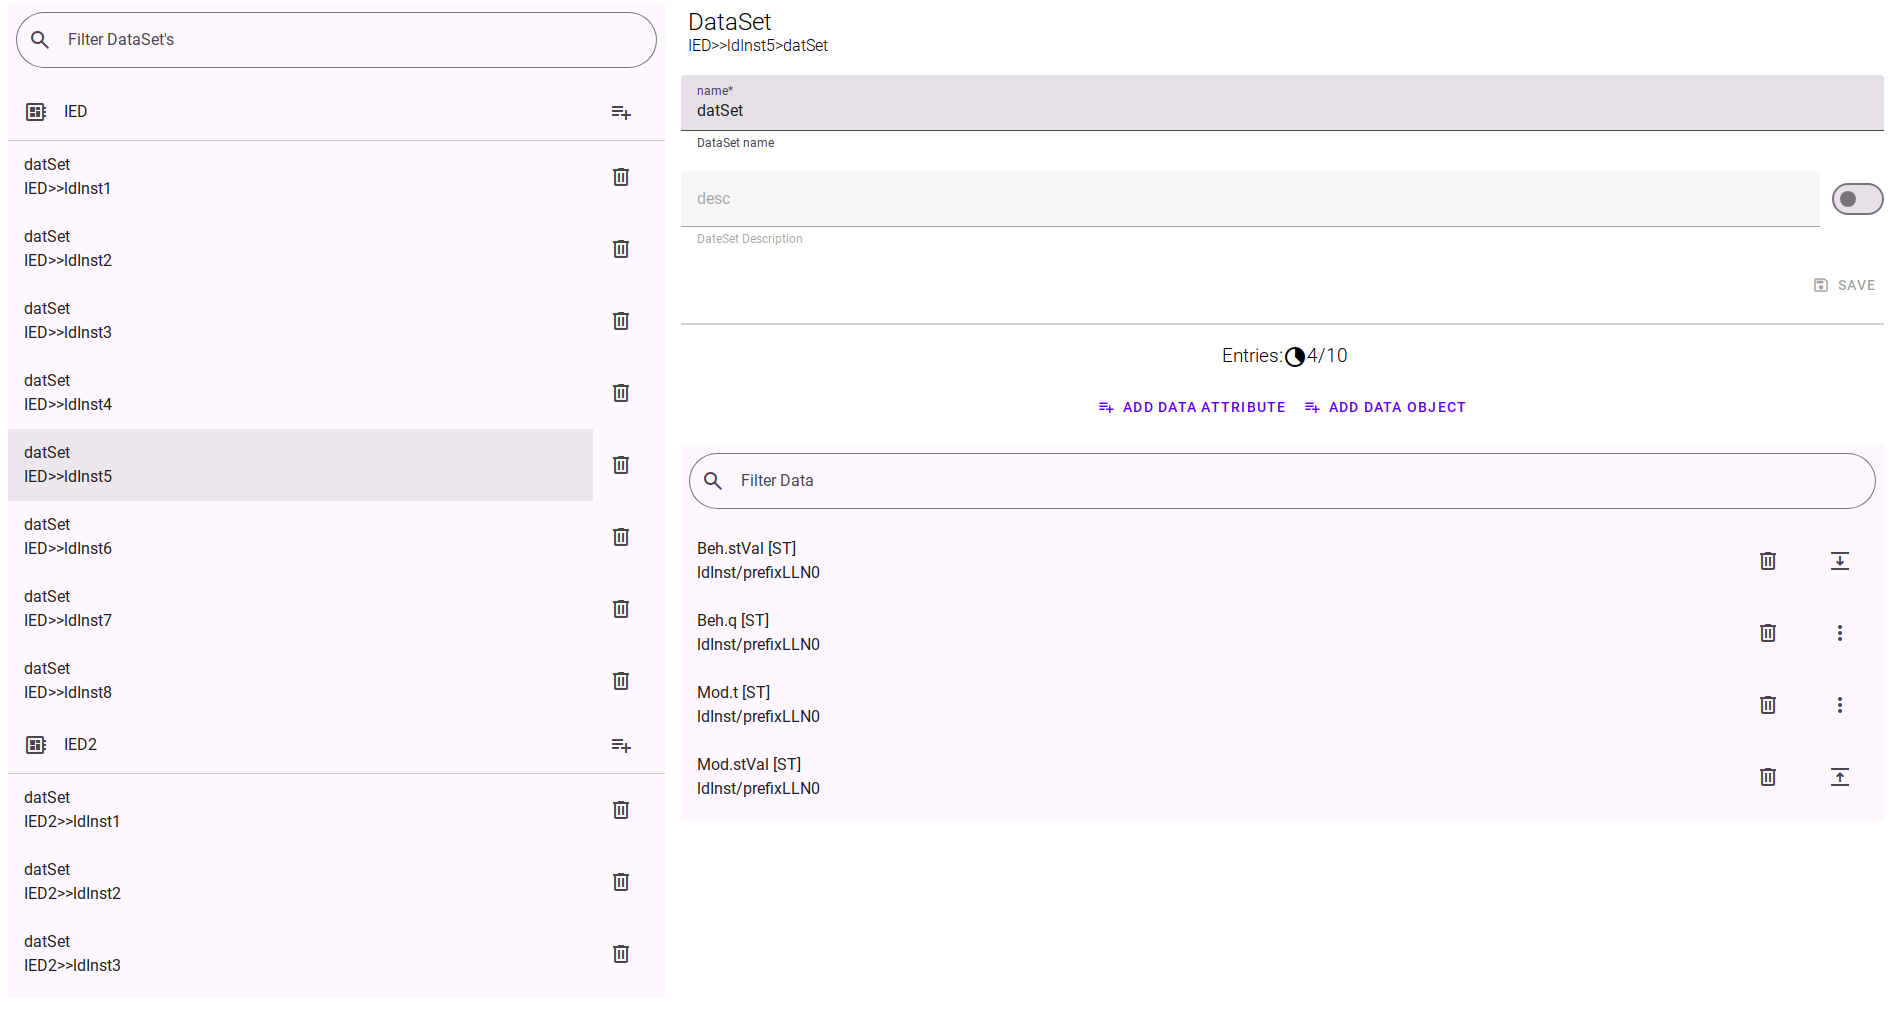 Filter DataSet's
IED
datSet
IED>>ldInst1
datSet
IED>>ldInst2
datSet
IED>>ldInst3
datSet
IED>>ldInst4
datSet
IED>>ldInst5
datSet
IED>>ldInst6
datSet
IED>>ldInst7
datSet
IED>>ldInst8
IED2
datSet
IED2>>ldInst1
datSet
IED2>>ldInst2
datSet
IED2>>ldInst3
DataSet
IED>>ldInst5>datSet
name*
datSet
DataSet name
desc
DateSet Description
SAVE
Entries: 4/10
ADD DATA ATTRIBUTE ADD DATA OBJECT
Filter Data
Beh.stVal [ST]
ldInst/prefixLLN0
Beh.q [ST]
ldInst/prefixLLN0
Mod.t [ST]
ldInst/prefixLLN0
Mod.stVal [ST]
ldInst/prefixLLN0